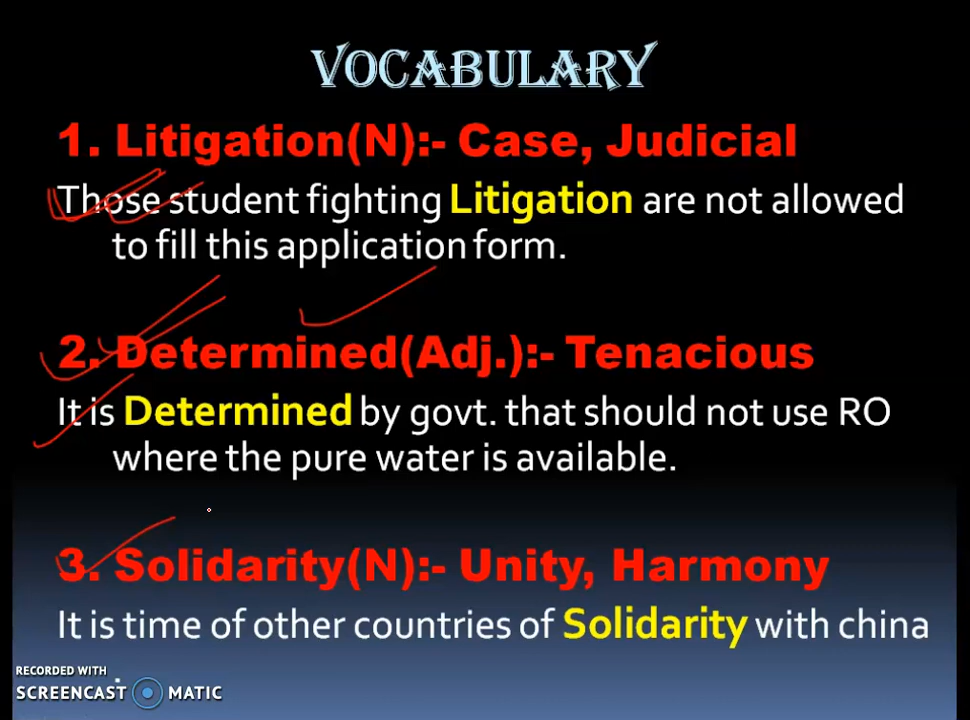 VOCABULARY
1. Litigation(N):- Case, Judicial
Those student fighting Litigation are not allowed
to fill this application form.
2. Determined(Adj.):- Tenacious
It is Determined by govt. that should not use RO
where the pure water is available.
3. Solidarity(N):- Unity, Harmony
It is time of other countries of Solidarity with china
.
RECORDED WITH
SCREENCAST MATIC